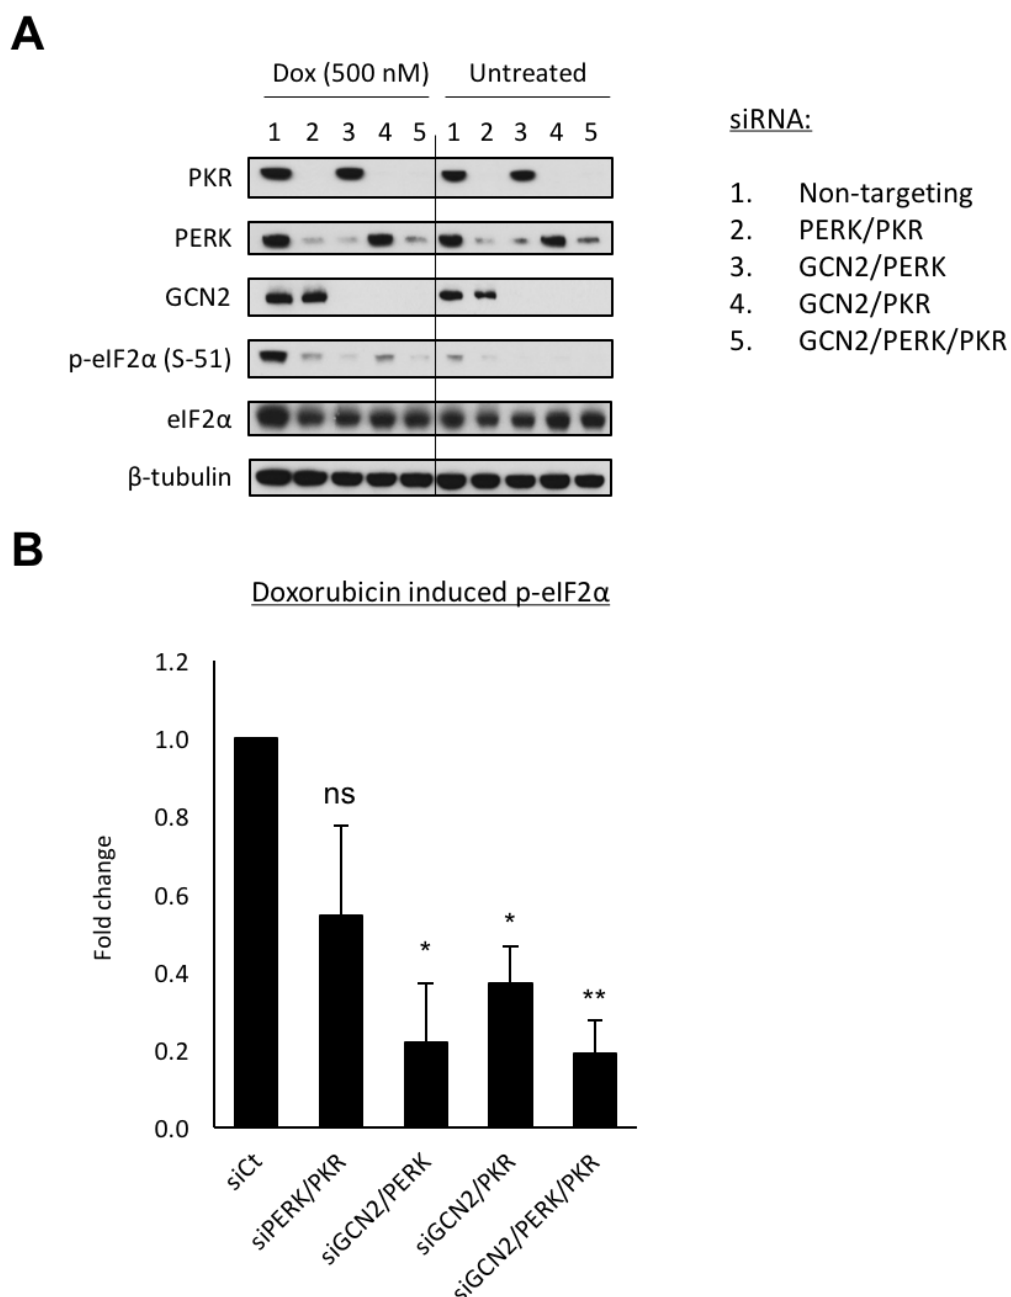 A
Dox (500 nM) Untreated
1 2 3 4 5 1 2 3 4 5
PKR
PERK
GCN2
p-eIF2α (S-51)
eIF2α
β-tubulin
siRNA:
1. Non-targeting
2. PERK/PKR
3. GCN2/PERK
4. GCN2/PKR
5. GCN2/PERK/PKR
B
Doxorubicin induced p-eIF2α
Fold change
1.2
1.0
0.8
0.6
0.4
0.2
0.0
ns
*
*
**
siCt
siPERK/PKR
siGCN2/PERK
siGCN2/PKR
siGCN2/PERK/PKR